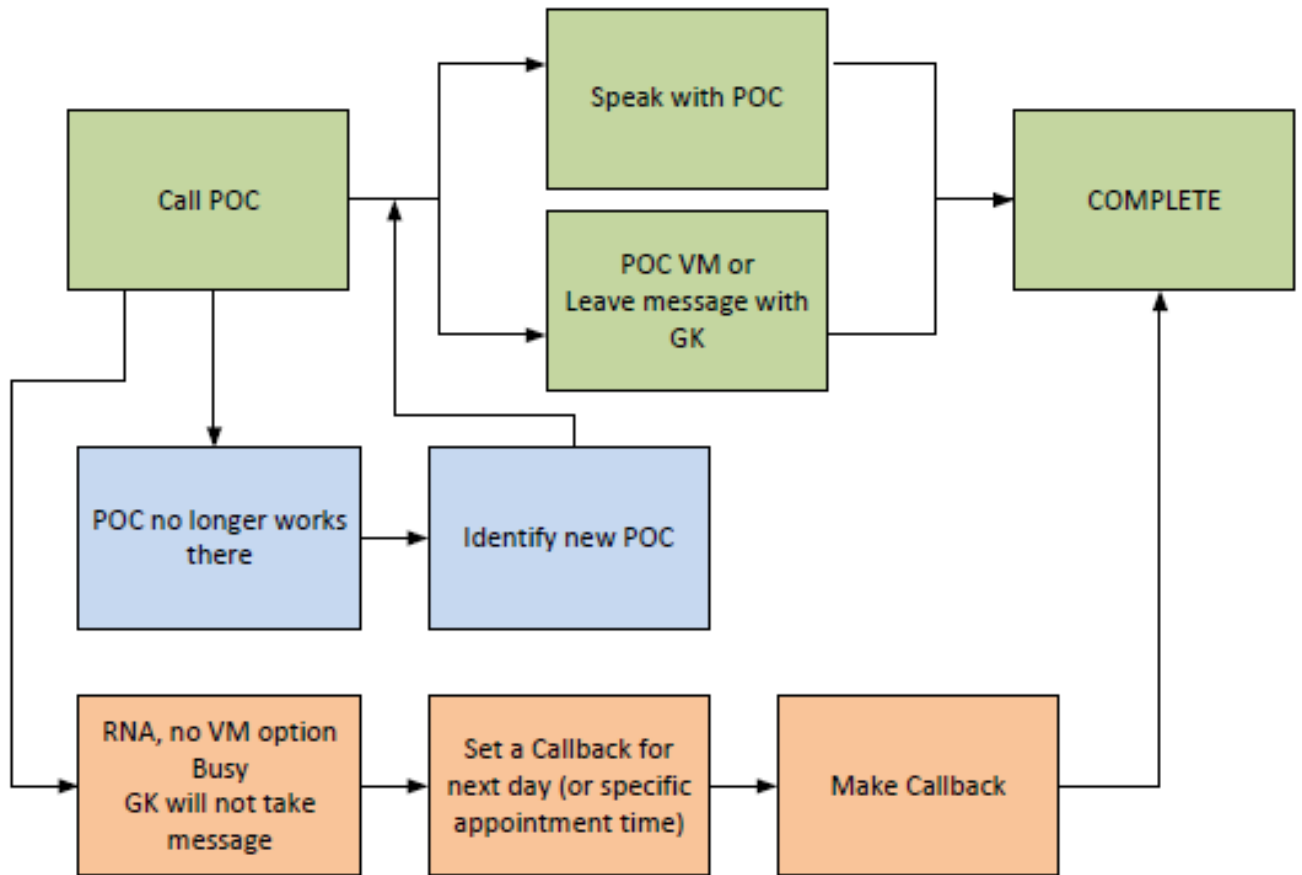 Speak with POC
Call POC
COMPLETE
POC VM or
Leave message with
GK
POC no longer works
there
Identify new POC
RNA, no VM option
Busy
GK will not take
message
Set a Callback for
next day (or specific
appointment time)
Make Callback